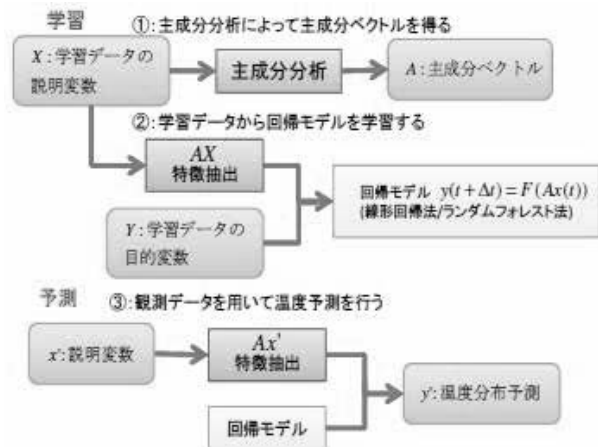 学習
①:主成分分析によって主成分ベクトルを得る
X:学習データの
説明変数
主成分分析
A:主成分ベクトル
②:学習データから回帰モデルを学習する
AX
特徴抽出
Y:学習データの
目的変数
回帰モデル y(t+Δt)=F(Ax(t))
(線形回帰法/ランダムフォレスト法)
予測
③:観測データを用いて温度予測を行う
x':説明変数
Ax'
特徴抽出
回帰モデル
y':温度分布予測